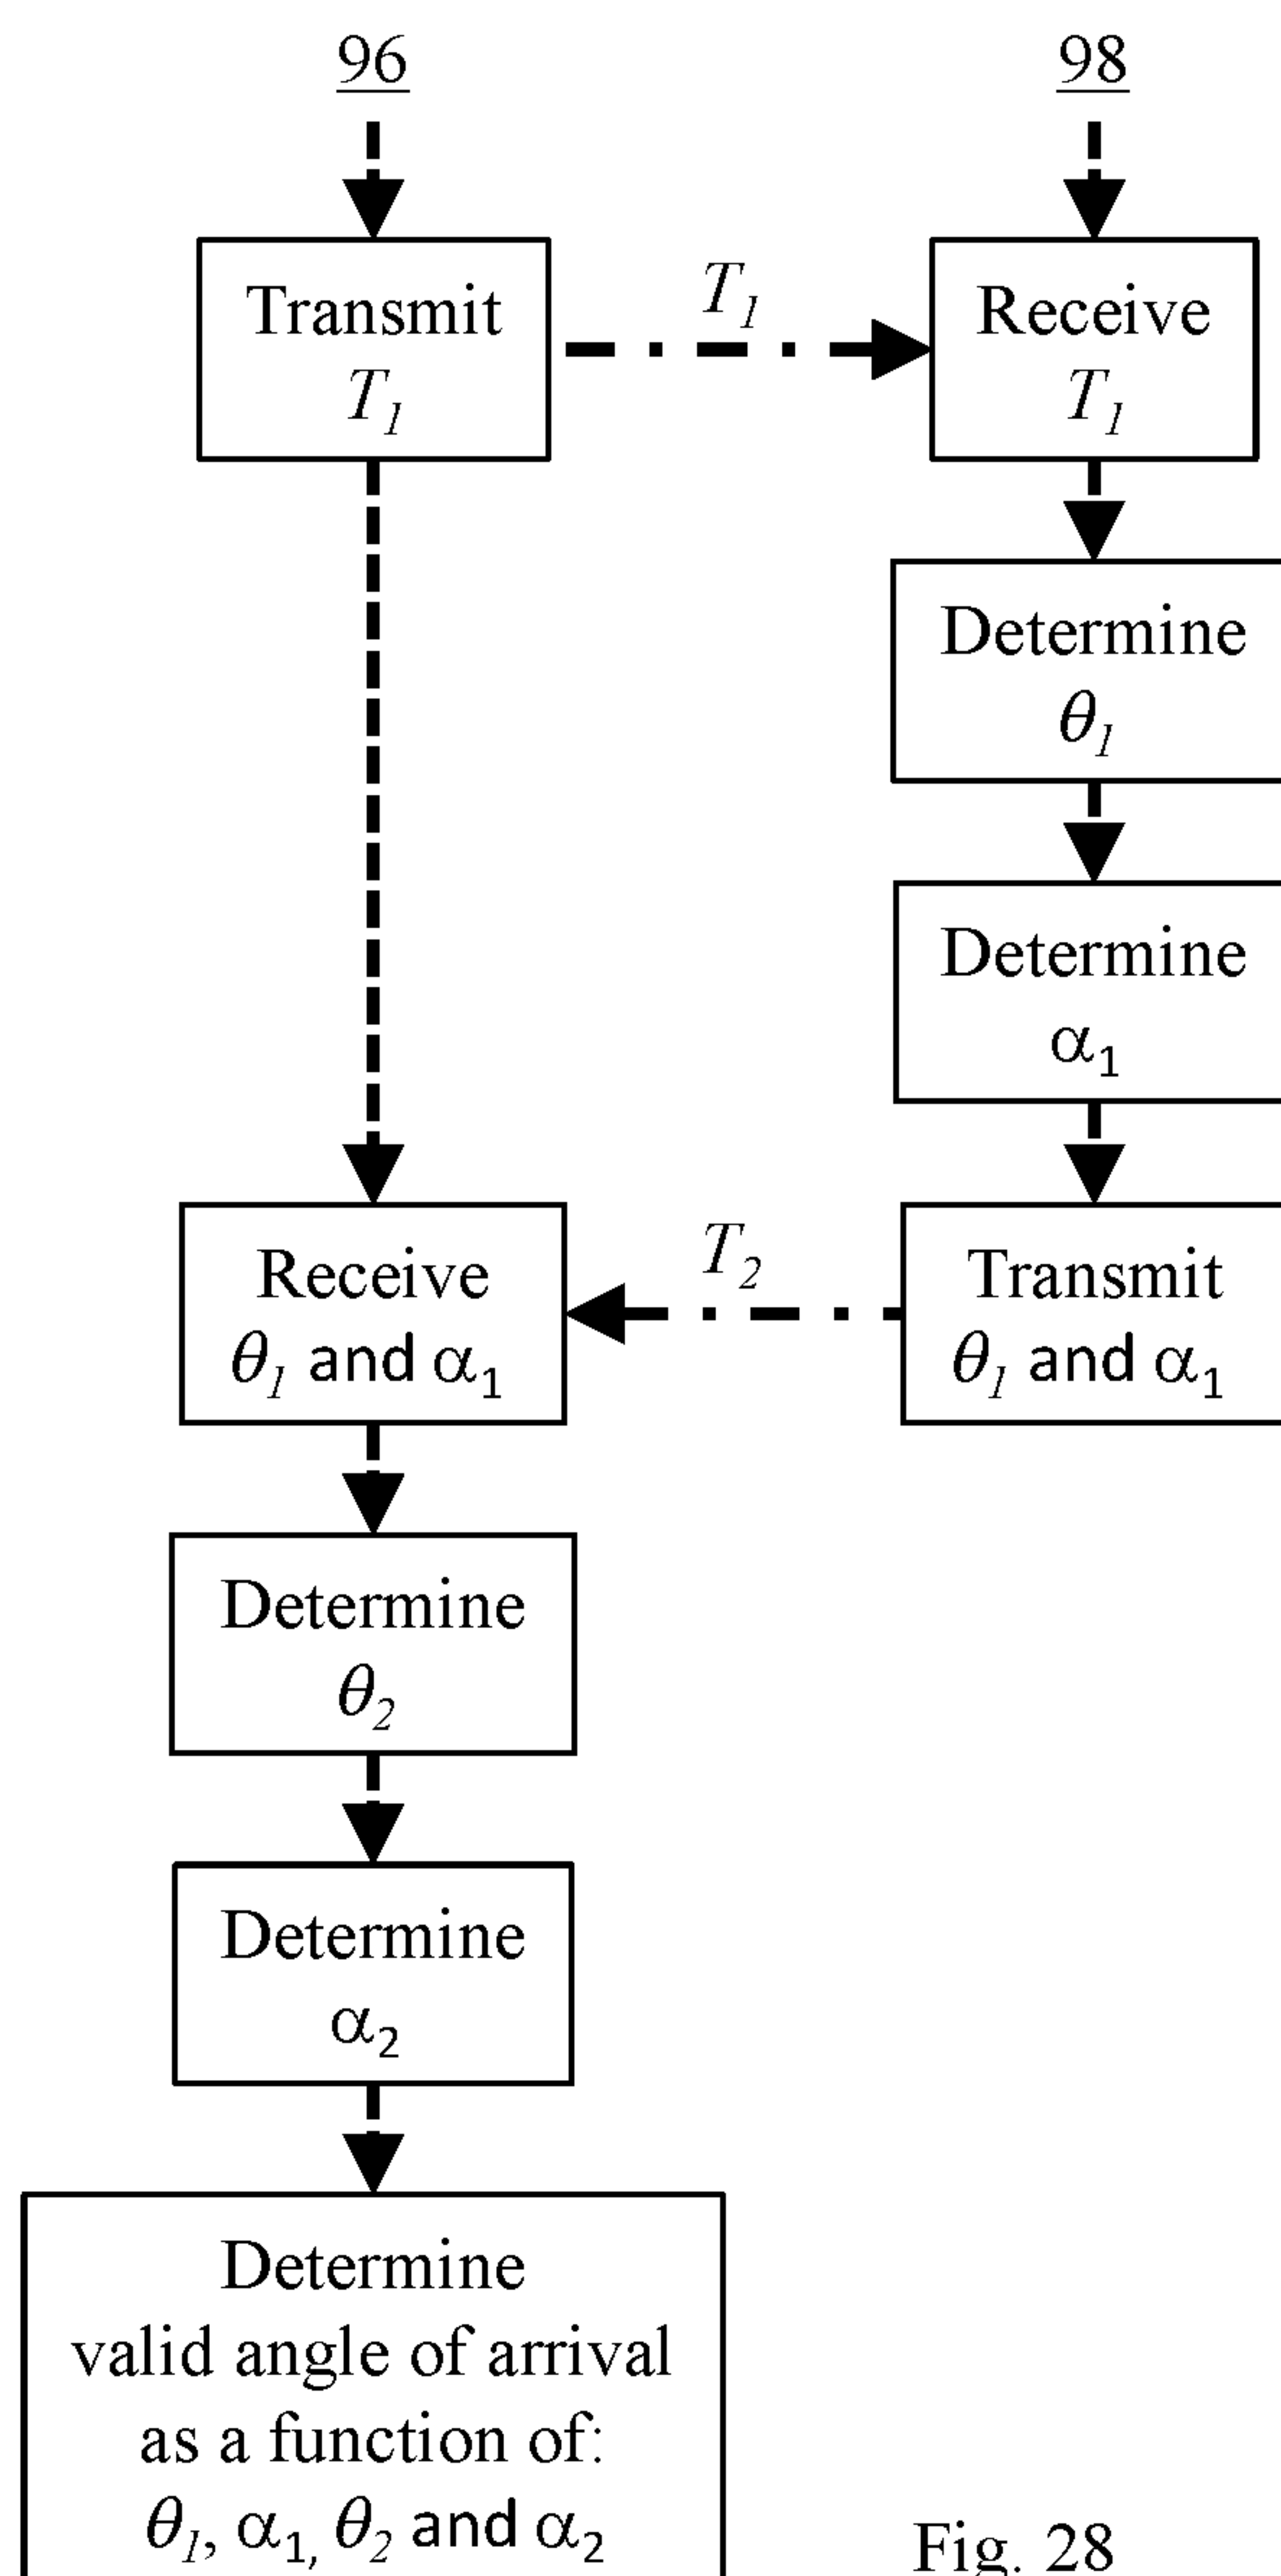 96
98
Transmit
T₁
T₁
Receive
T₁
Determine
θ₁
Determine
α₁
Receive
θ₁ and α₁
T₂
Transmit
θ₁ and α₁
Determine
θ₂
Determine
α₂
Determine
valid angle of arrival
as a function of:
θ₁, α₁, θ₂ and α₂
Fig. 28